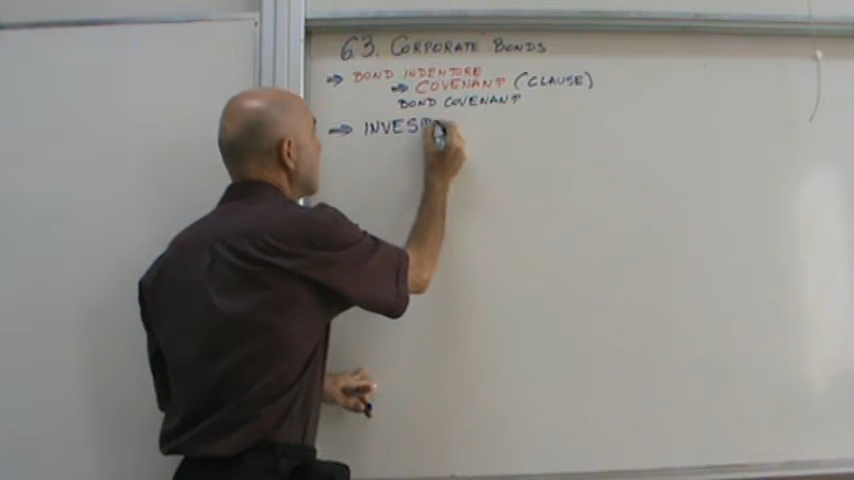 63. CORPORATE BONDS
⇒ BOND INDENTURE
→ COVENANT (CLAUSE)
BOND COVENANT
⇒ INVEST